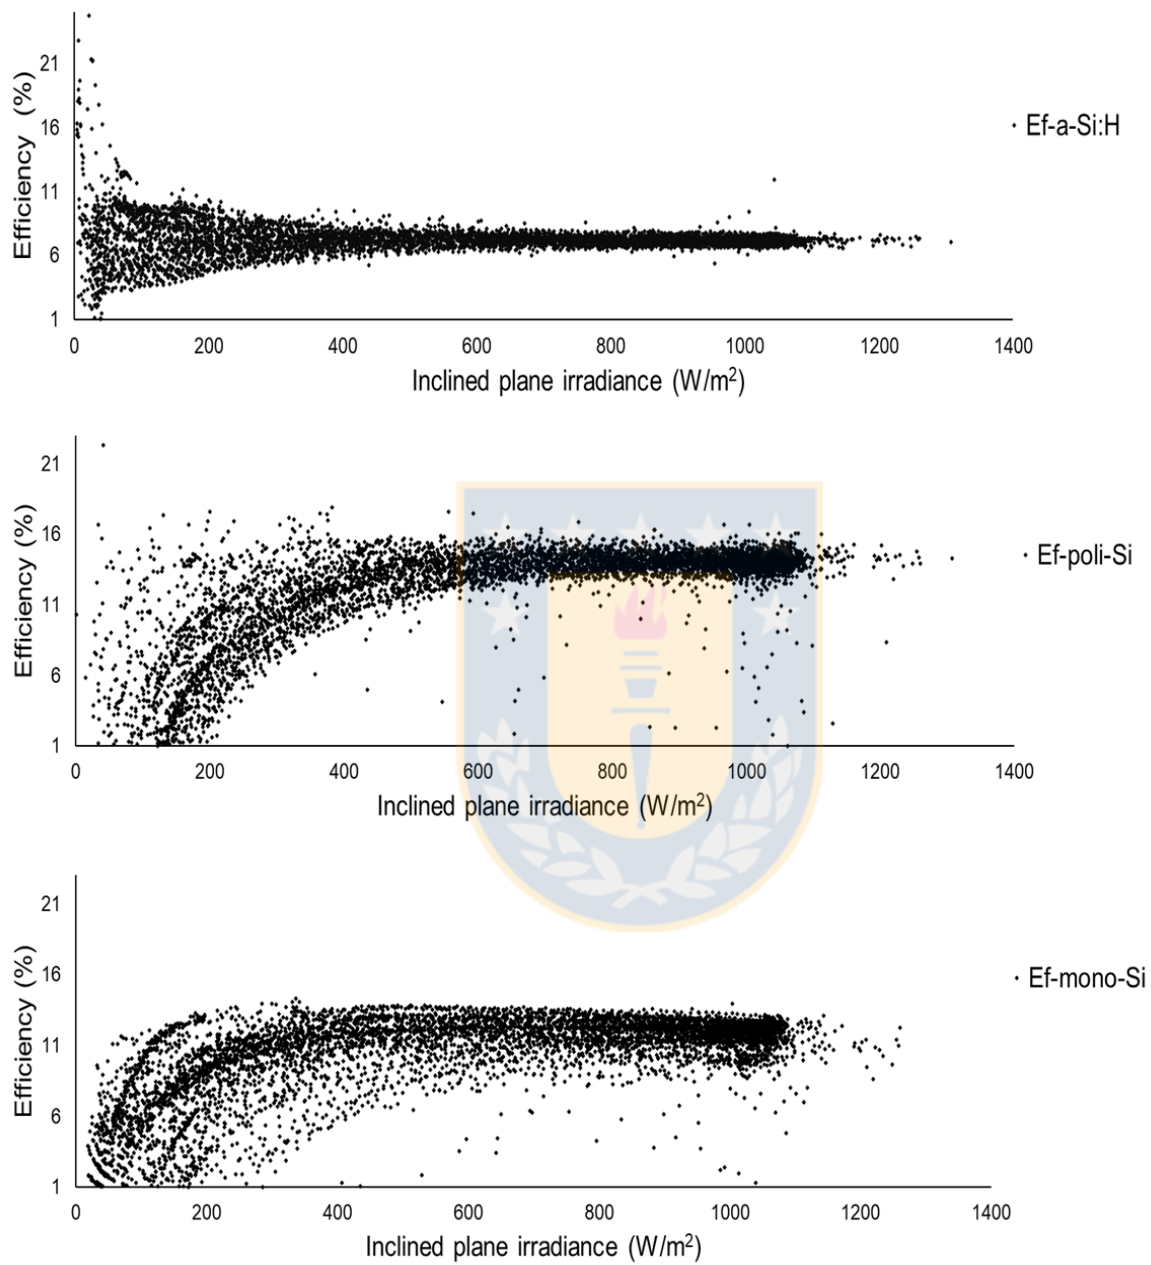 21
16
11
6
1
Efficiency (%)
0 200 400 600 800 1000 1200 1400
Inclined plane irradiance (W/m²)
Ef-a-Si:H
21
16
11
6
1
Efficiency (%)
0 200 400 600 800 1000 1200 1400
Inclined plane irradiance (W/m²)
Ef-poli-Si
21
16
11
6
1
Efficiency (%)
0 200 400 600 800 1000 1200 1400
Inclined plane irradiance (W/m²)
Ef-mono-Si